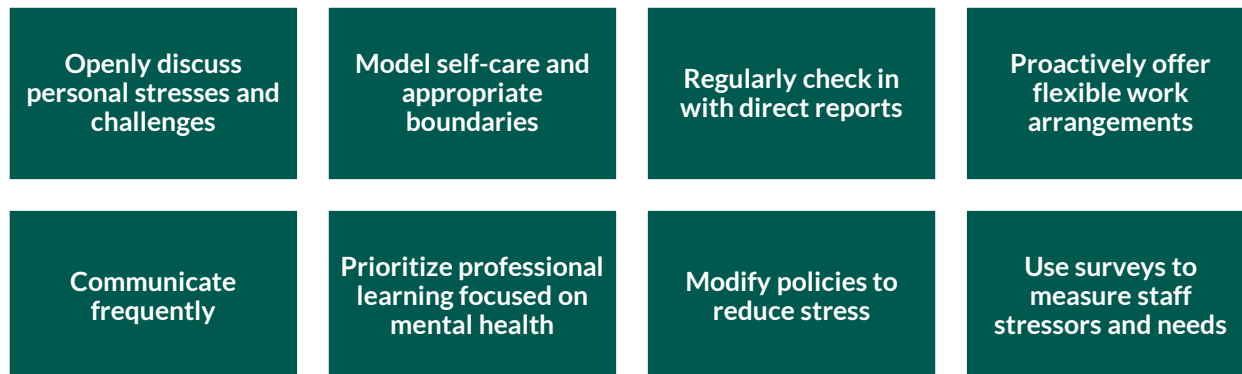 Openly discuss
personal stresses and
challenges
Model self-care and
appropriate
boundaries
Regularly check in
with direct reports
Proactively offer
flexible work
arrangements
Communicate
frequently
Prioritize professional
learning focused on
mental health
Modify policies to
reduce stress
Use surveys to
measure staff
stressors and needs